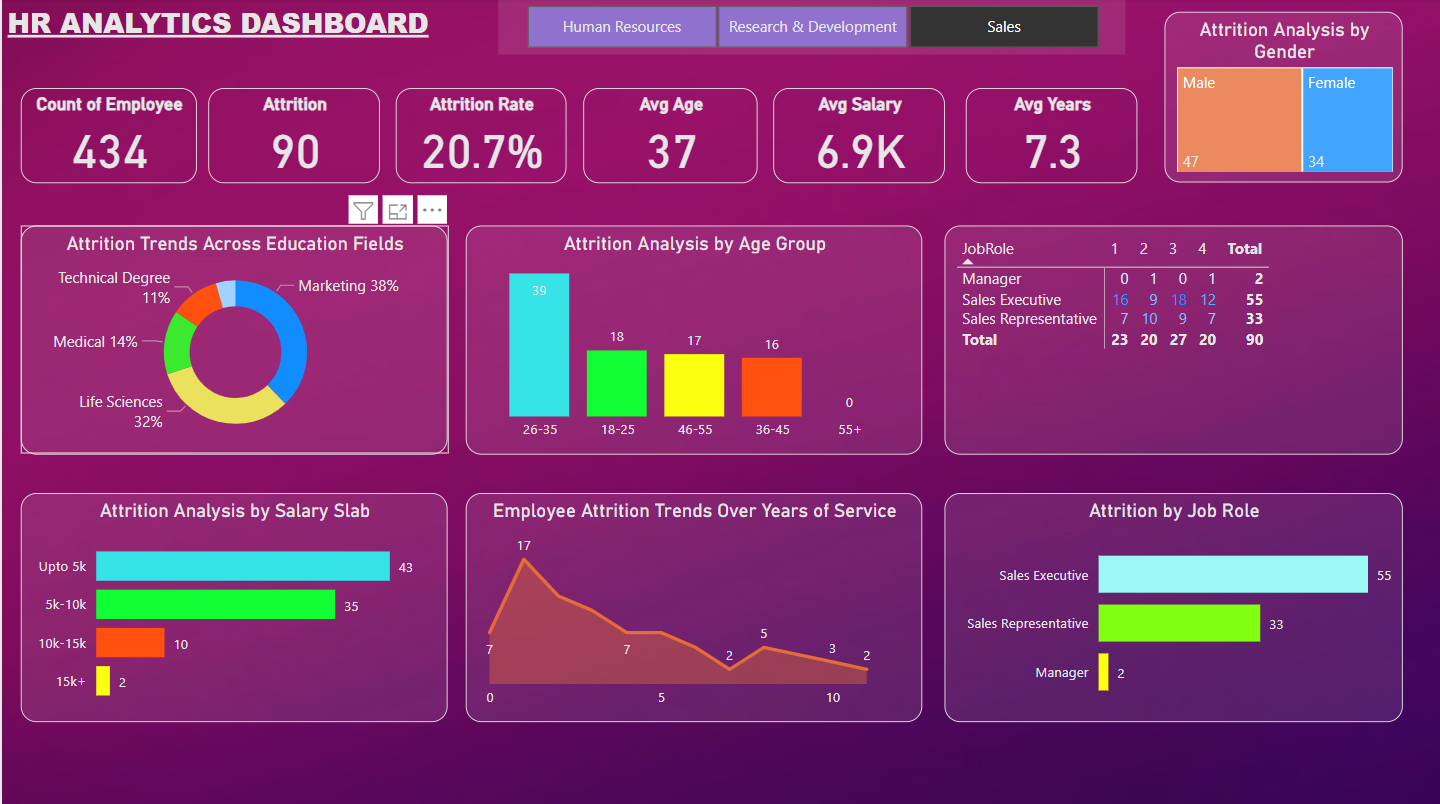 HR ANALYTICS DASHBOARD
Human Resources
Research & Development
Sales
Attrition Analysis by
Gender
Male
Female
47
34
Count of Employee
434
Attrition
90
Attrition Rate
20.7%
Avg Age
37
Avg Salary
6.9K
Avg Years
7.3
Attrition Trends Across Education Fields
Technical Degree
11%
Marketing 38%
Medical 14%
Life Sciences
32%
Attrition Analysis by Age Group
39
18
17
16
0
26-35
18-25
46-55
36-45
55+
JobRole 1 2 3 4 Total
Manager 0 1 0 1 2
Sales Executive 16 9 18 12 55
Sales Representative 7 10 9 7 33
Total 23 20 27 20 90
Attrition Analysis by Salary Slab
Upto 5k 43
5k-10k 35
10k-15k 10
15k+ 2
Employee Attrition Trends Over Years of Service
17
7
7
2
5
3
2
0 5 10
Attrition by Job Role
Sales Executive 55
Sales Representative 33
Manager 2